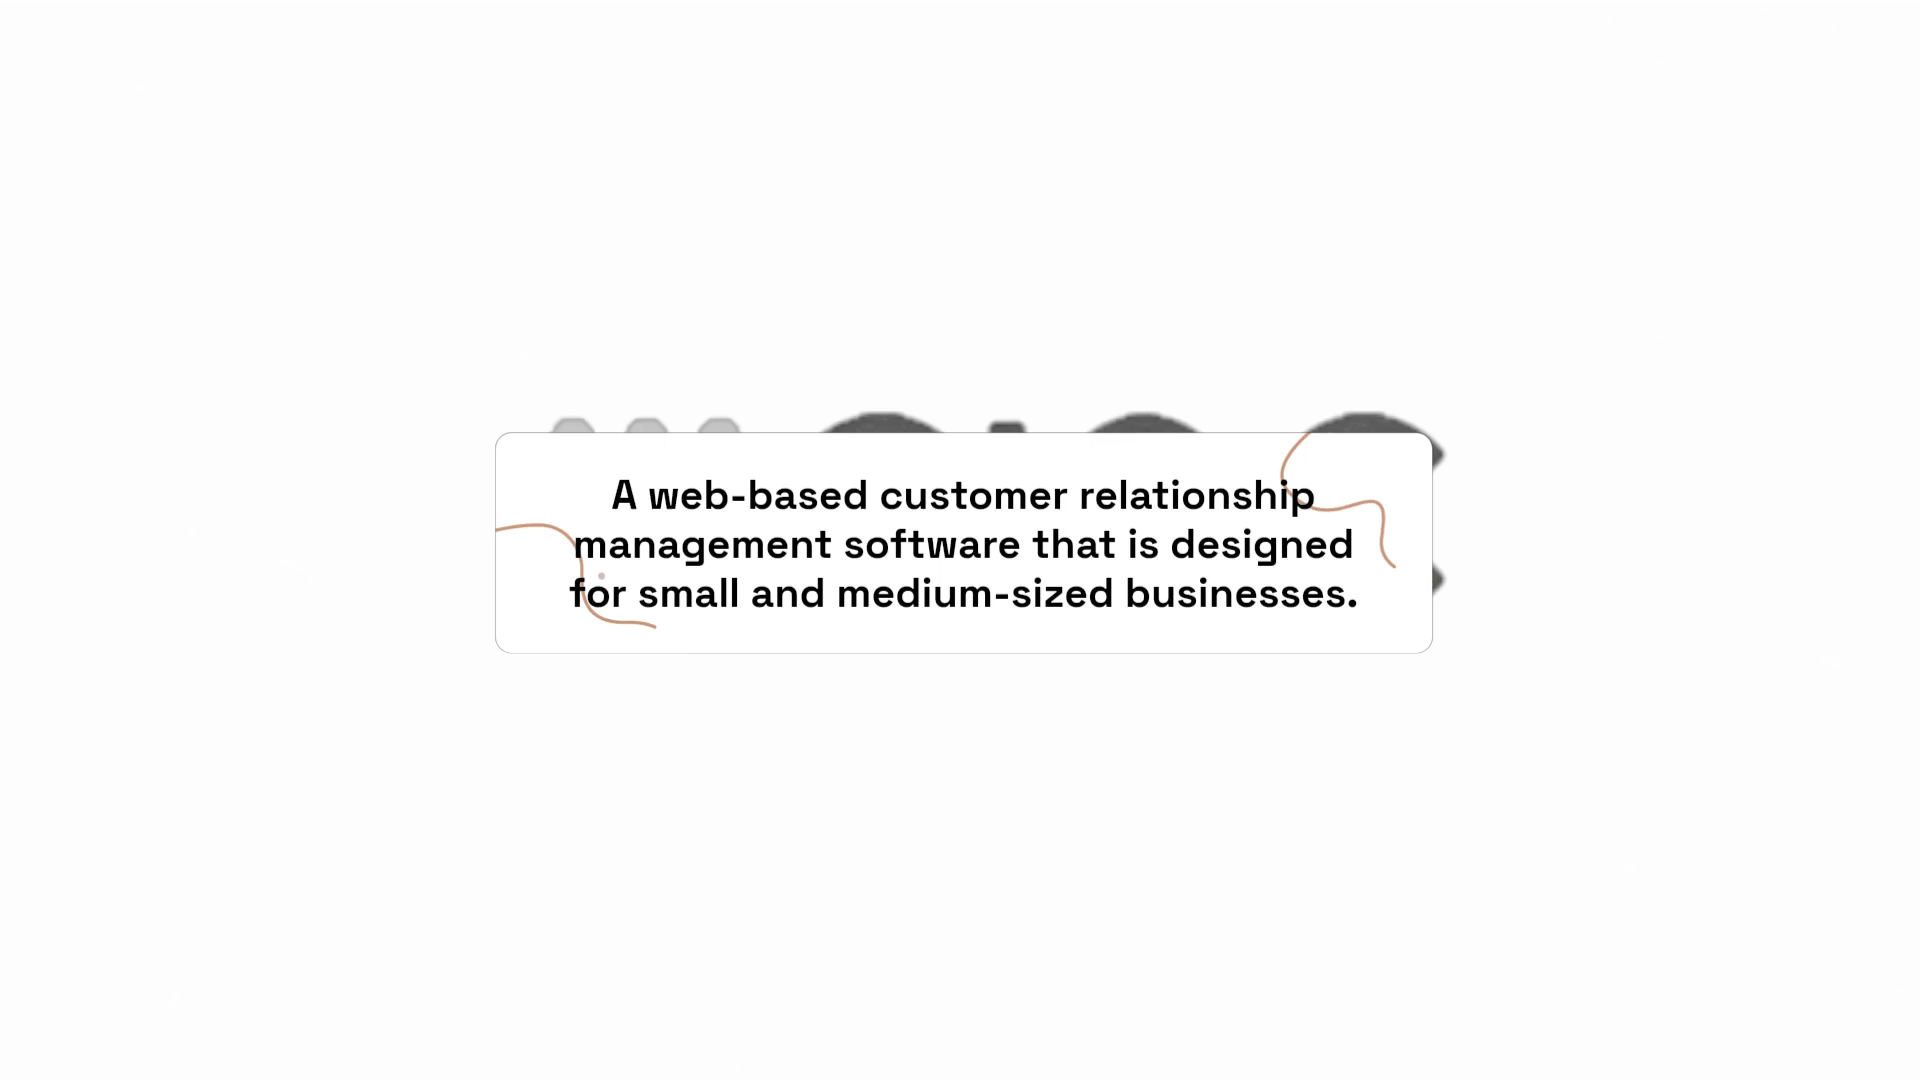 A web-based customer relationship
management software that is designed
for small and medium-sized businesses.